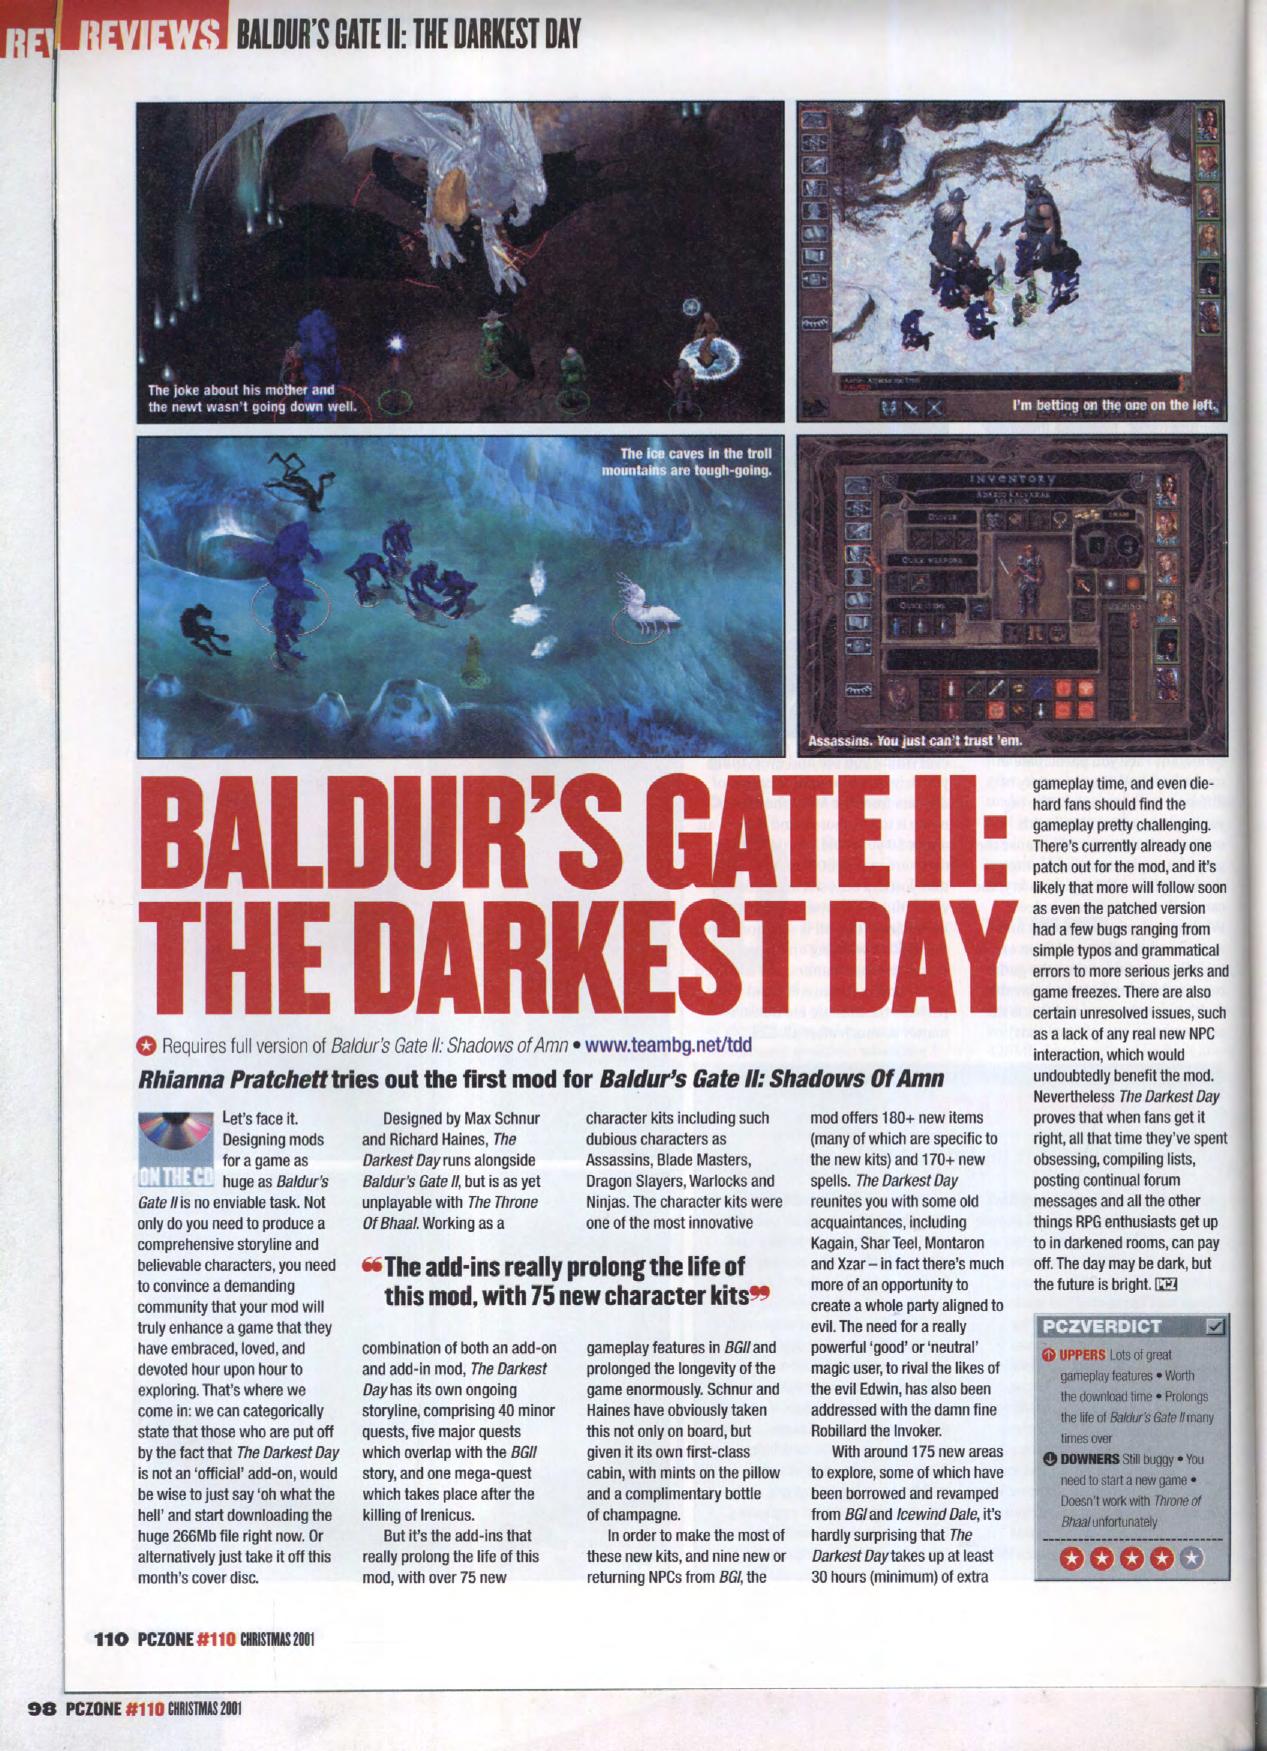 REV
REVIEWS BALDUR'S GATE II: THE DARKEST DAY
The joke about his mother and
the newt wasn't going down well.
I'm betting on the one on the left.
The ice caves in the troll
mountains are tough-going.
INVENTORY
QUICK WEAPONS
QUICK ITEMS
Assassins. You just can't trust 'em.
BALDUR'S GATE II:
THE DARKEST DAY
Requires full version of Baldur's Gate II: Shadows of Amn • www.teambg.net/tdd
Rhianna Pratchett tries out the first mod for Baldur's Gate II: Shadows Of Amn
ON THE CD
Let's face it.
Designing mods
for a game as
huge as Baldur's
Gate II is no enviable task. Not
only do you need to produce a
comprehensive storyline and
believable characters, you need
to convince a demanding
community that your mod will
truly enhance a game that they
have embraced, loved, and
devoted hour upon hour to
exploring. That's where we
come in: we can categorically
state that those who are put off
by the fact that The Darkest Day
is not an 'official' add-on, would
be wise to just say 'oh what the
hell' and start downloading the
huge 266Mb file right now. Or
alternatively just take it off this
month's cover disc.
Designed by Max Schnur
and Richard Haines, The
Darkest Day runs alongside
Baldur's Gate II, but is as yet
unplayable with The Throne
Of Bhaal. Working as a
combination of both an add-on
and add-in mod, The Darkest
Day has its own ongoing
storyline, comprising 40 minor
quests, five major quests
which overlap with the BGII
story, and one mega-quest
which takes place after the
killing of Irenicus.
But it's the add-ins that
really prolong the life of this
mod, with over 75 new
“The add-ins really prolong the life of
this mod, with 75 new character kits”
character kits including such
dubious characters as
Assassins, Blade Masters,
Dragon Slayers, Warlocks and
Ninjas. The character kits were
one of the most innovative
gameplay features in BGII and
prolonged the longevity of the
game enormously. Schnur and
Haines have obviously taken
this not only on board, but
given it its own first-class
cabin, with mints on the pillow
and a complimentary bottle
of champagne.
In order to make the most of
these new kits, and nine new or
returning NPCs from BGI, the
mod offers 180+ new items
(many of which are specific to
the new kits) and 170+ new
spells. The Darkest Day
reunites you with some old
acquaintances, including
Kagain, Shar Teel, Montaron
and Xzar – in fact there's much
more of an opportunity to
create a whole party aligned to
evil. The need for a really
powerful 'good' or 'neutral'
magic user, to rival the likes of
the evil Edwin, has also been
addressed with the damn fine
Robillard the Invoker.
With around 175 new areas
to explore, some of which have
been borrowed and revamped
from BGI and Icewind Dale, it's
hardly surprising that The
Darkest Day takes up at least
30 hours (minimum) of extra
gameplay time, and even die-
hard fans should find the
gameplay pretty challenging.
There's currently already one
patch out for the mod, and it's
likely that more will follow soon
as even the patched version
had a few bugs ranging from
simple typos and grammatical
errors to more serious jerks and
game freezes. There are also
certain unresolved issues, such
as a lack of any real new NPC
interaction, which would
undoubtedly benefit the mod.
Nevertheless The Darkest Day
proves that when fans get it
right, all that time they've spent
obsessing, compiling lists,
posting continual forum
messages and all the other
things RPG enthusiasts get up
to in darkened rooms, can pay
off. The day may be dark, but
the future is bright. PCZ
PCZVERDICT
UPPERS Lots of great
gameplay features • Worth
the download time • Prolongs
the life of Baldur's Gate II many
times over
DOWNERS Still buggy • You
need to start a new game •
Doesn't work with Throne of
Bhaal unfortunately
110 PCZONE #110 CHRISTMAS 2001
98 PCZONE #110 CHRISTMAS 2001